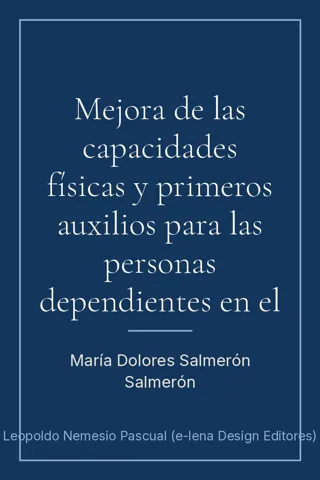 Mejora de las
capacidades
físicas y primeros
auxilios para las
personas
dependientes en el
María Dolores Salmerón
Salmerón
Leopoldo Nemesio Pascual (e-lena Design Editores)